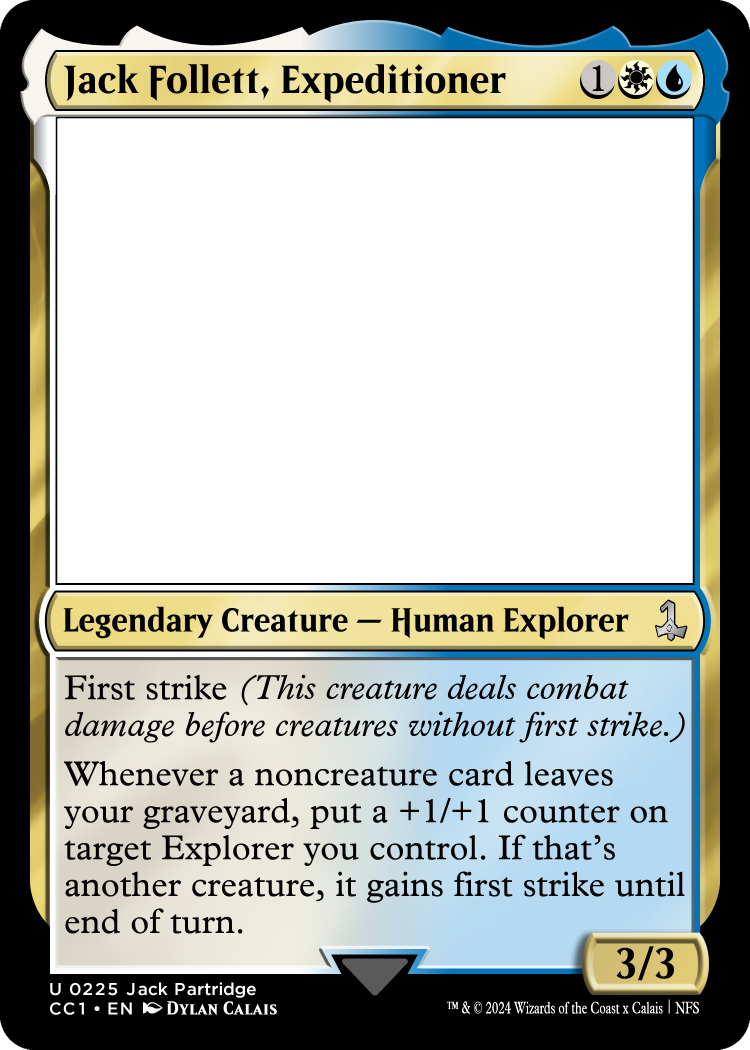 Jack Follett, Expeditioner 1
Legendary Creature — Human Explorer
First strike (This creature deals combat
damage before creatures without first strike.)
Whenever a noncreature card leaves
your graveyard, put a +1/+1 counter on
target Explorer you control. If that's
another creature, it gains first strike until
end of turn.
3/3
U 0225 Jack Partridge
CC1 • EN DYLAN CALAIS
™ & © 2024 Wizards of the Coast x Calais | NFS